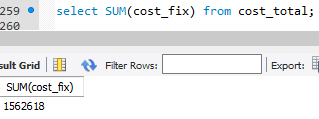 259 select SUM(cost_fix) from cost_total;
260
sult Grid Filter Rows: Export:
SUM(cost_fix)
1562618